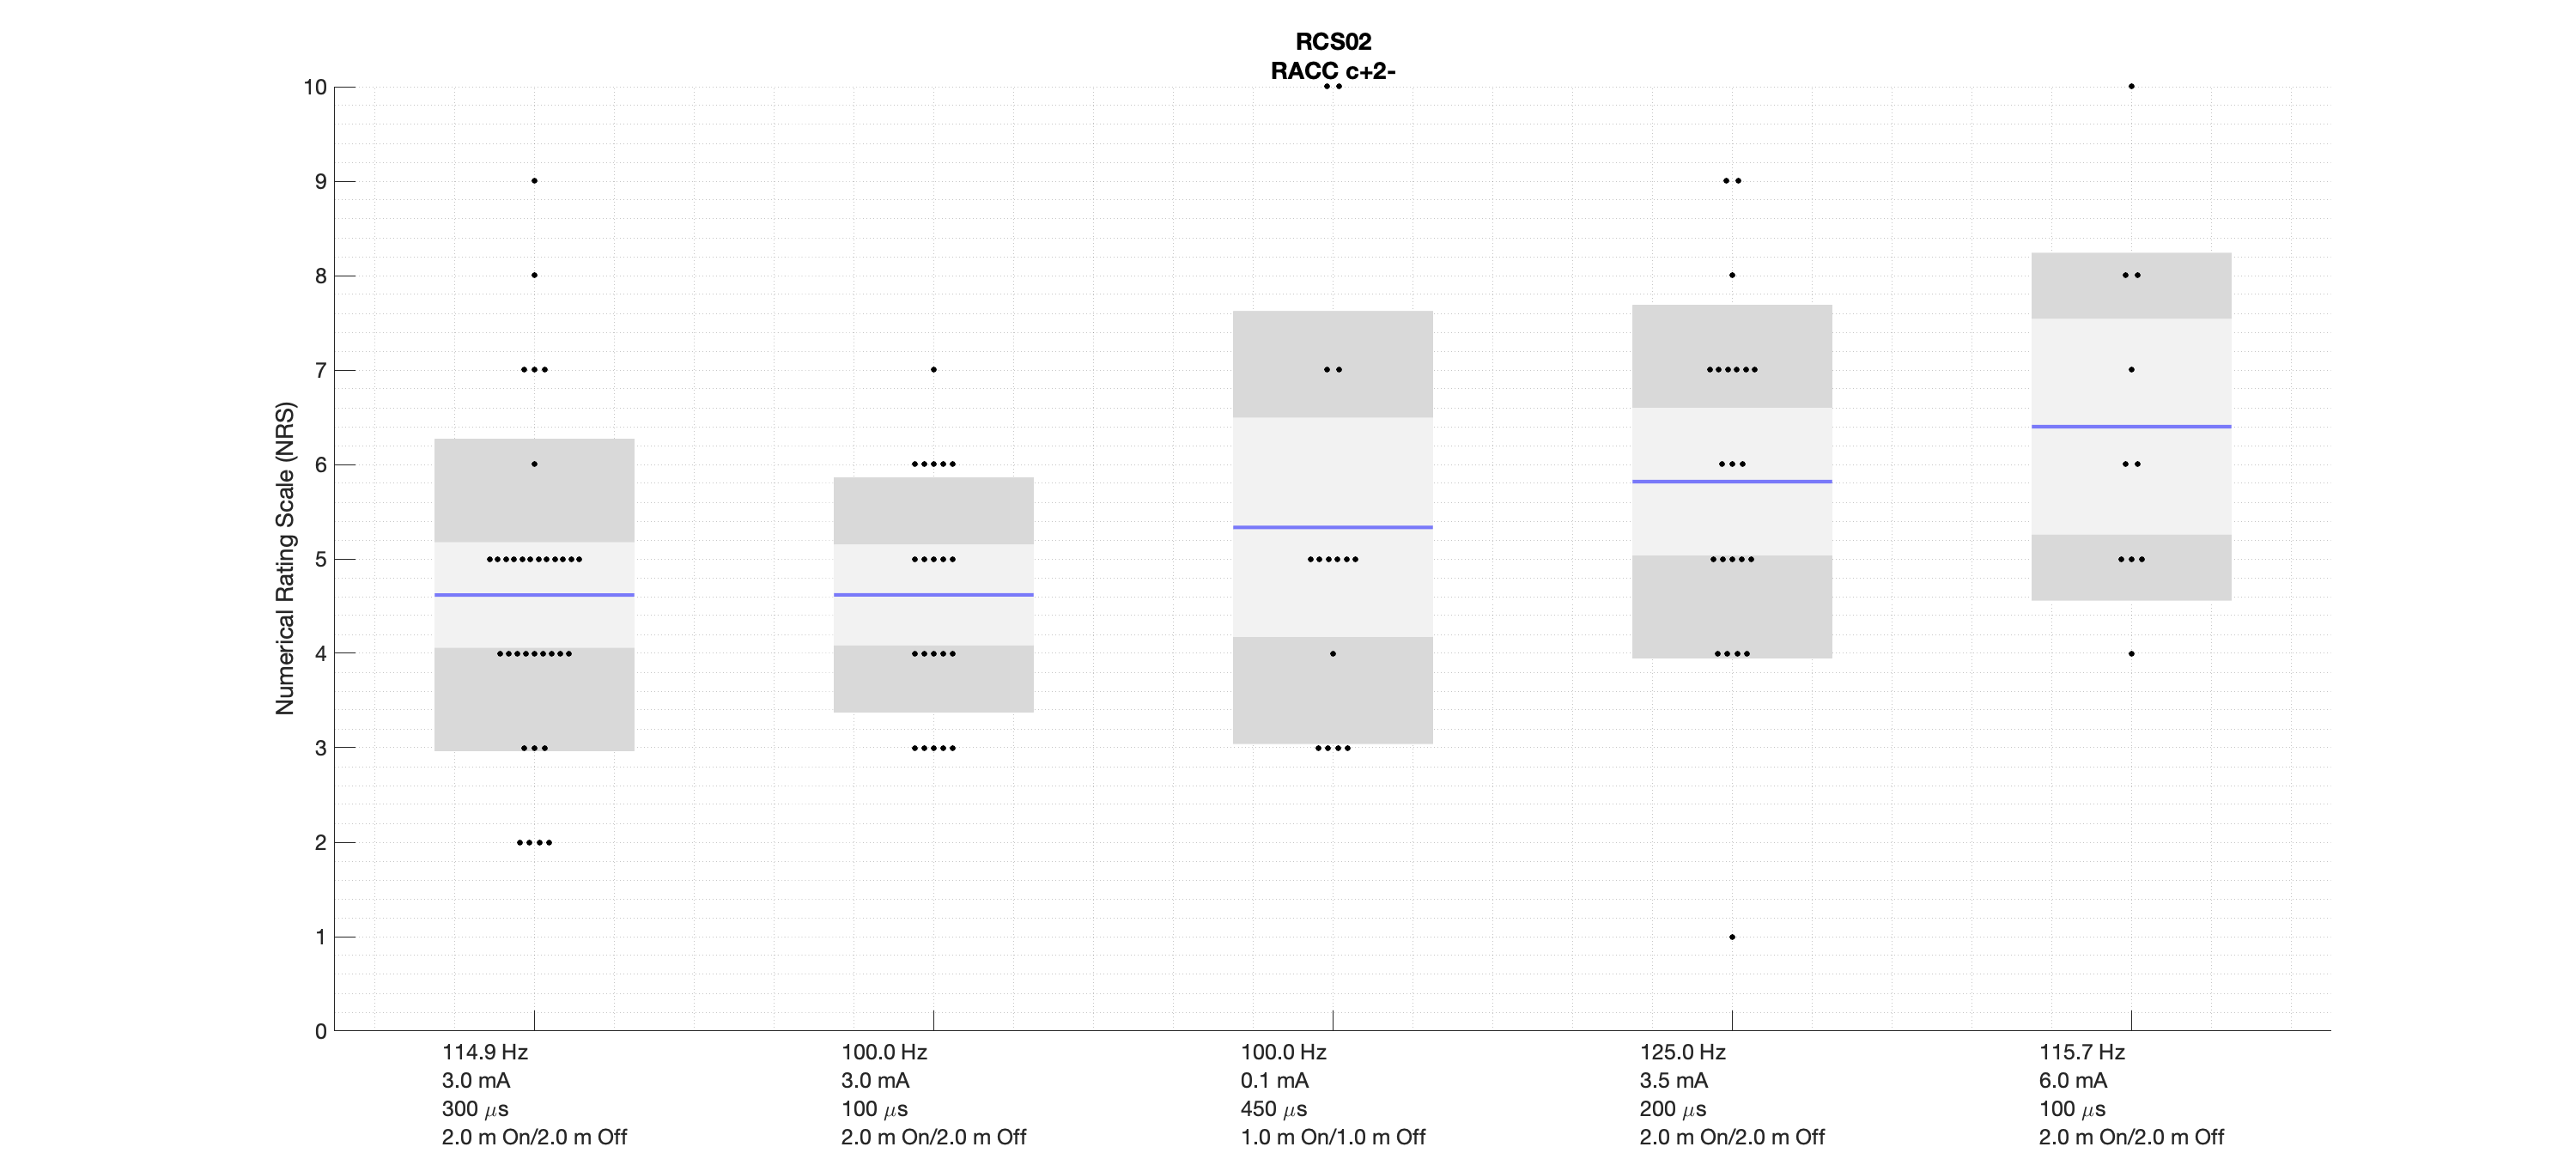 RCS02
RACC c+2-
Numerical Rating Scale (NRS)
10
9
8
7
6
5
4
3
2
1
0
114.9 Hz
3.0 mA
300 μs
2.0 m On/2.0 m Off
100.0 Hz
3.0 mA
100 μs
2.0 m On/2.0 m Off
100.0 Hz
0.1 mA
450 μs
1.0 m On/1.0 m Off
125.0 Hz
3.5 mA
200 μs
2.0 m On/2.0 m Off
115.7 Hz
6.0 mA
100 μs
2.0 m On/2.0 m Off